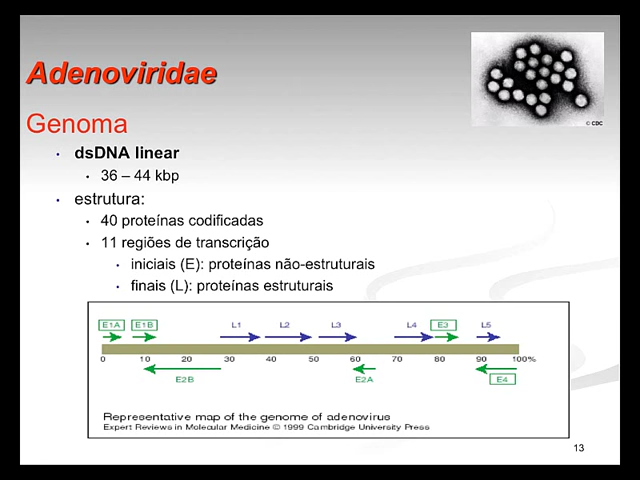 Adenoviridae
© CDC
Genoma
• dsDNA linear
• 36 – 44 kbp
• estrutura:
• 40 proteínas codificadas
• 11 regiões de transcrição
• iniciais (E): proteínas não-estruturais
• finais (L): proteínas estruturais
E1A E1B L1 L2 L3 L4 E3 L5
0 10 20 30 40 50 60 70 80 90 100%
E2B E2A E4
Representative map of the genome of adenovirus
Expert Reviews in Molecular Medicine © 1999 Cambridge University Press
13